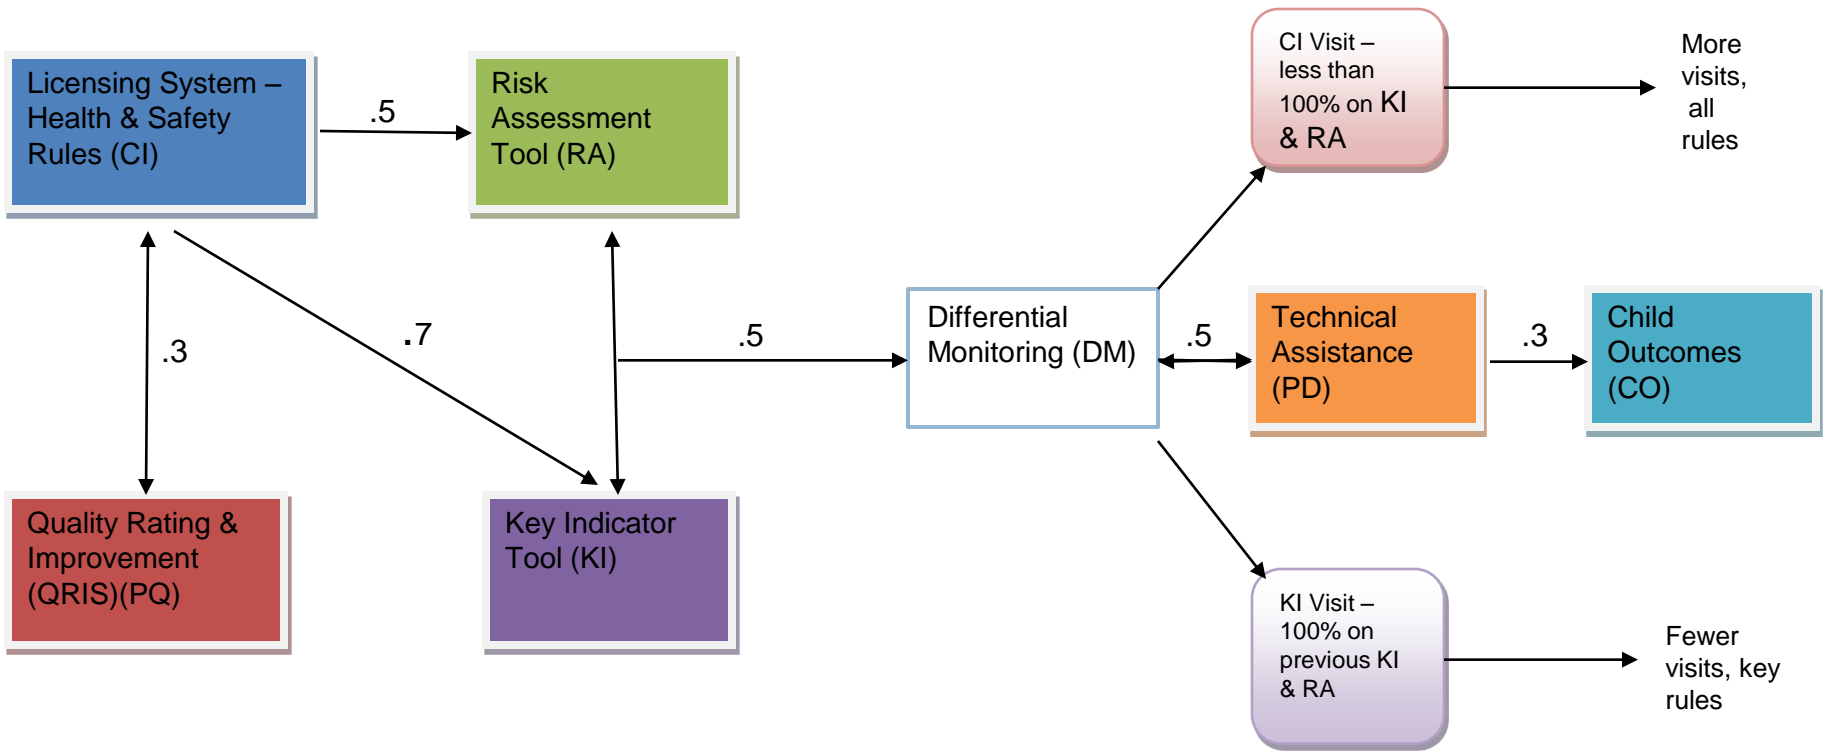 Licensing System –
Health & Safety
Rules (CI)
.5
Risk
Assessment
Tool (RA)
CI Visit –
less than
100% on KI
& RA
More
visits,
all
rules
.3
.7
.5
Differential
Monitoring (DM)
.5
Technical
Assistance
(PD)
.3
Child
Outcomes
(CO)
Quality Rating &
Improvement
(QRIS)(PQ)
Key Indicator
Tool (KI)
KI Visit –
100% on
previous KI
& RA
Fewer
visits, key
rules